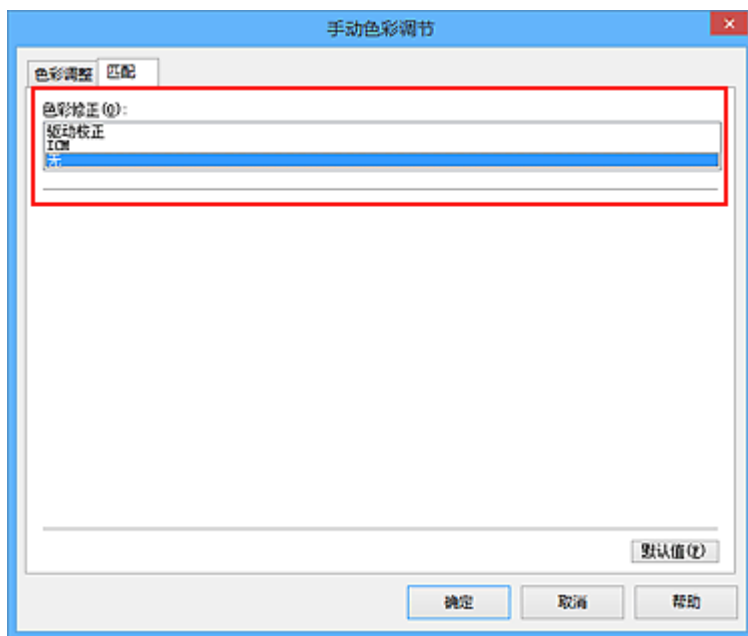 手动色彩调节
色彩调整 匹配
色彩修正(Q):
驱动校正
ICM
无
默认值(F)
确定 取消 帮助